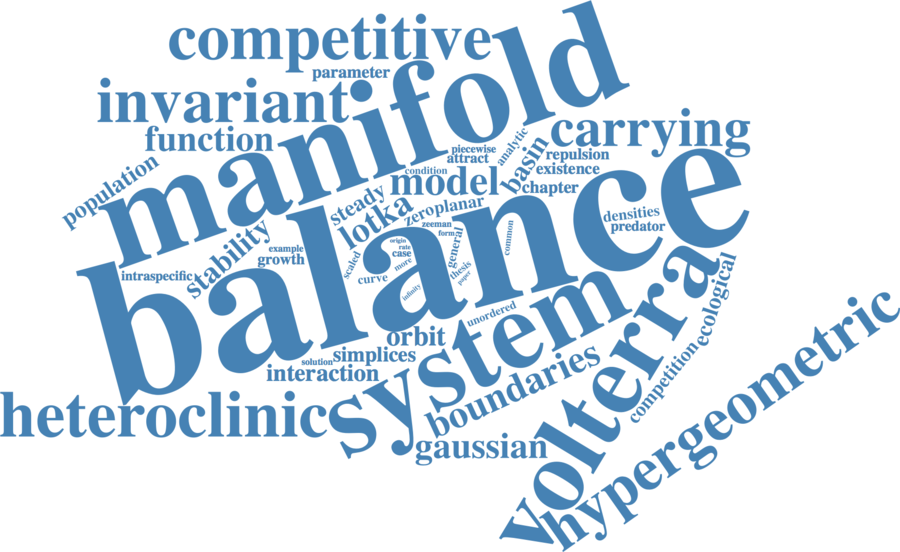 competitive
parameter
invariant
manifold
function
carrying
piecewise
analytic
attract
basin
repulsion
condition
existence
population
model
chapter
steady
zeroplanar
lotka
balance
densities
predator
zeeman
form
common
general
origin
rate
case
example
growth
stability
scaled
more
thesis
paper
intraspecific
curve
infinity
volterra
ecological
system
unordered
orbit
simplices
solution
interaction
boundaries
competition
heteroclinic
gaussian
hypergeometric